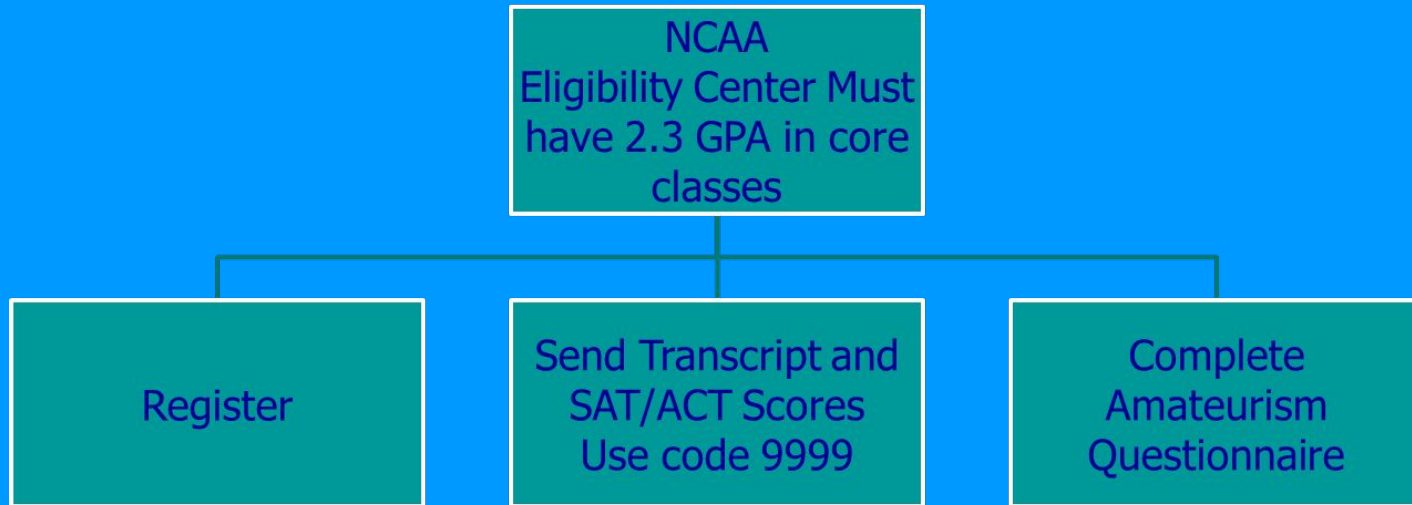 NCAA
Eligibility Center Must
have 2.3 GPA in core
classes
Register
Send Transcript and
SAT/ACT Scores
Use code 9999
Complete
Amateurism
Questionnaire